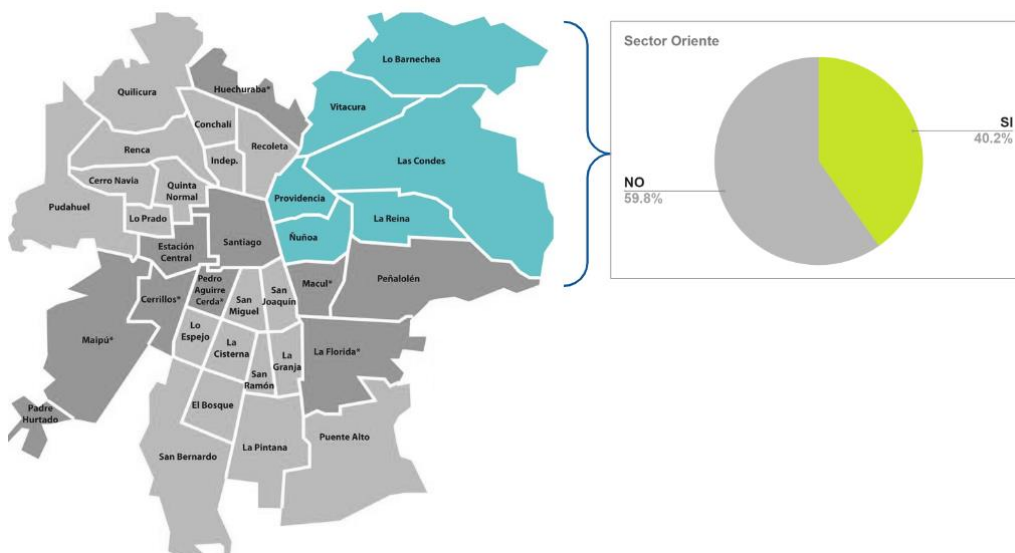 Sector Oriente
SI
40.2%
NO
59.8%
Lo Barnechea
Quilicura
Huechuraba*
Vitacura
Conchalí
Renca
Indep.
Recoleta
Las Condes
Cerro Navia
Quinta
Normal
Providencia
Pudahuel
Lo Prado
La Reina
Estación
Central
Santiago
Ñuñoa
Cerrillos*
Pedro
Aguirre
Cerda*
San
Miguel
San
Joaquín
Macul*
Peñalolén
Maipú*
Lo
Espejo
La
Cisterna
La
Granja
La Florida*
San
Ramón
Padre
Hurtado
El Bosque
San Bernardo
La Pintana
Puente Alto